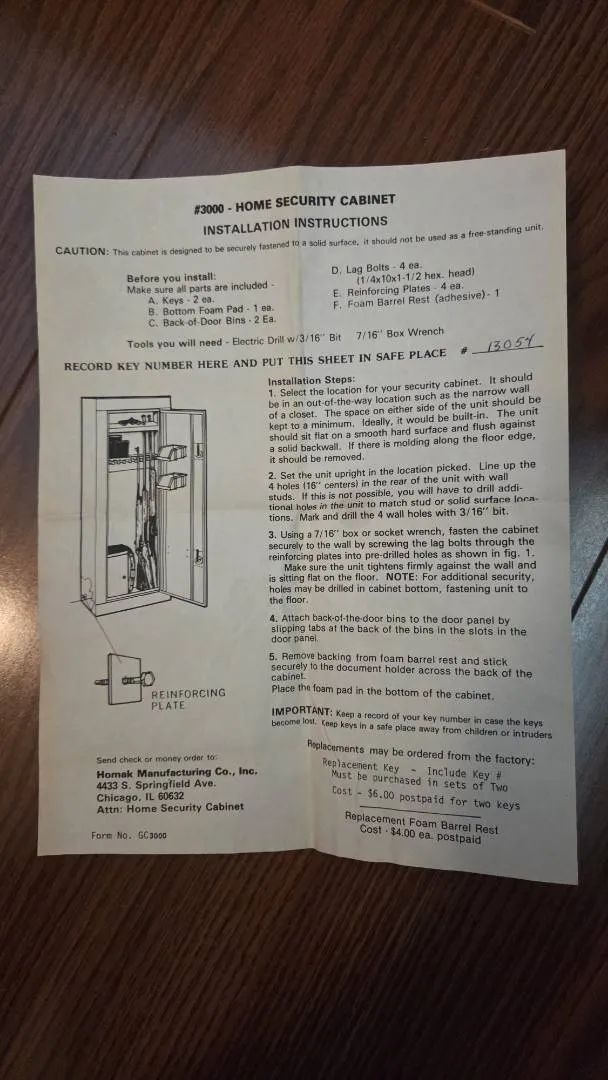 #3000 - HOME SECURITY CABINET
INSTALLATION INSTRUCTIONS
CAUTION: This cabinet is designed to be securely fastened to a solid surface, it should not be used as a free-standing unit.
Before you install:
Make sure all parts are included -
A. Keys - 2 ea.
B. Bottom Foam Pad - 1 ea.
C. Back-of-Door Bins - 2 Ea.
D. Lag Bolts - 4 ea.
(1/4x10x1-1/2 hex. head)
E. Reinforcing Plates - 4 ea.
F. Foam Barrel Rest (adhesive) - 1
Tools you will need - Electric Drill w/3/16" Bit 7/16" Box Wrench
RECORD KEY NUMBER HERE AND PUT THIS SHEET IN SAFE PLACE # 13054
Installation Steps:
1. Select the location for your security cabinet. It should
be in an out-of-the-way location such as the narrow wall
of a closet. The space on either side of the unit should be
kept to a minimum. Ideally, it would be built-in. The unit
should sit flat on a smooth hard surface and flush against
a solid backwall. If there is molding along the floor edge,
it should be removed.
2. Set the unit upright in the location picked. Line up the
4 holes (16" centers) in the rear of the unit with wall
studs. If this is not possible, you will have to drill addi-
tional holes in the unit to match stud or solid surface loca-
tions. Mark and drill the 4 wall holes with 3/16" bit.
3. Using a 7/16" box or socket wrench, fasten the cabinet
securely to the wall by screwing the lag bolts through the
reinforcing plates into pre-drilled holes as shown in fig. 1.
Make sure the unit tightens firmly against the wall and
is sitting flat on the floor. NOTE: For additional security,
holes may be drilled in cabinet bottom, fastening unit to
the floor.
4. Attach back-of-the-door bins to the door panel by
slipping tabs at the back of the bins in the slots in the
door panel.
5. Remove backing from foam barrel rest and stick
securely to the document holder across the back of the
cabinet.
Place the foam pad in the bottom of the cabinet.
IMPORTANT: Keep a record of your key number in case the keys
become lost. Keep keys in a safe place away from children or intruders
REINFORCING
PLATE
Send check or money order to:
Homak Manufacturing Co., Inc.
4433 S. Springfield Ave.
Chicago, IL 60632
Attn: Home Security Cabinet
Form No. GC3000
Replacements may be ordered from the factory:
Replacement Key - Include Key #
Must be purchased in sets of Two
Cost - $6.00 postpaid for two keys
Replacement Foam Barrel Rest
Cost - $4.00 ea. postpaid